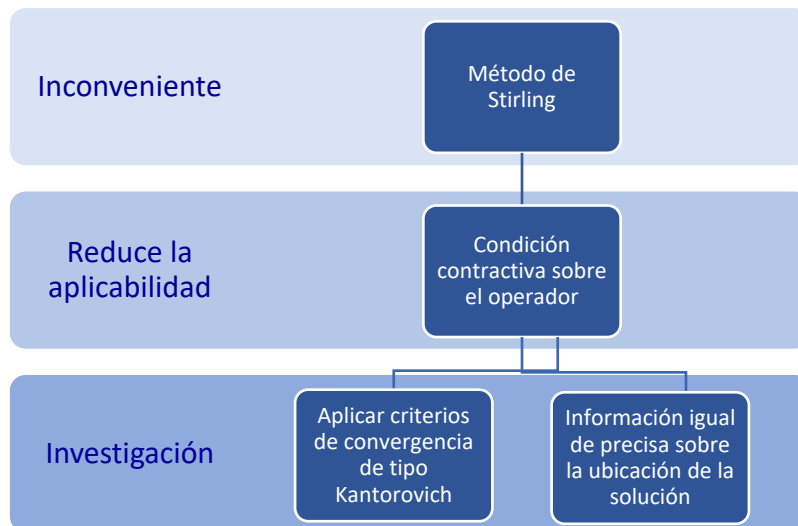 Inconveniente
Método de
Stirling
Reduce la
aplicabilidad
Condición
contractiva sobre
el operador
Investigación
Aplicar criterios
de convergencia
de tipo
Kantorovich
Información igual
de precisa sobre
la ubicación de la
solución